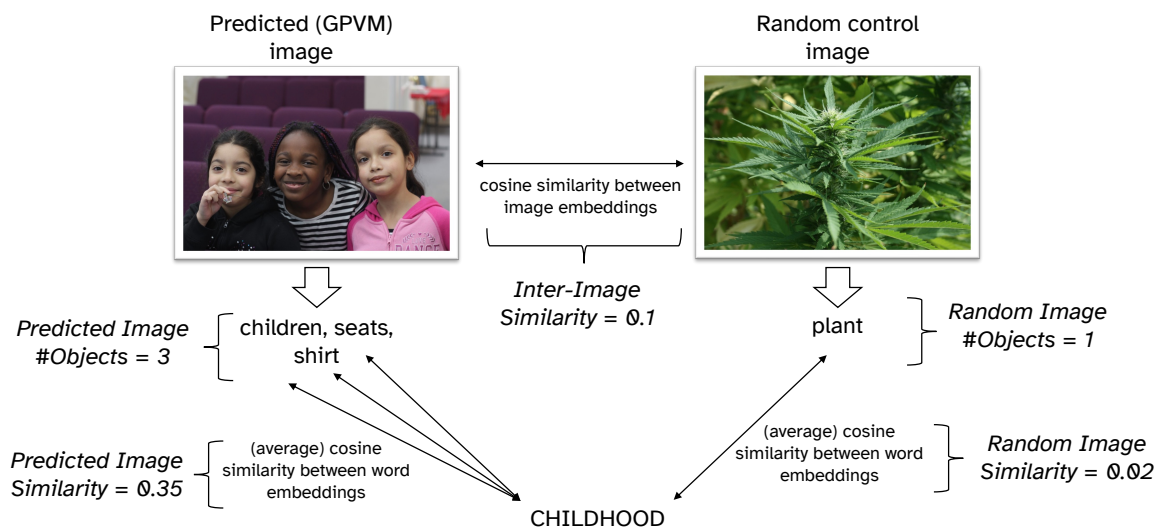 Predicted (GPVM)
image
Random control
image
cosine similarity between
image embeddings
Inter-Image
Similarity = 0.1
Predicted Image
#Objects = 3
children, seats,
shirt
plant
Random Image
#Objects = 1
Predicted Image
Similarity = 0.35
(average) cosine
similarity between word
embeddings
(average) cosine
similarity between word
embeddings
Random Image
Similarity = 0.02
CHILDHOOD